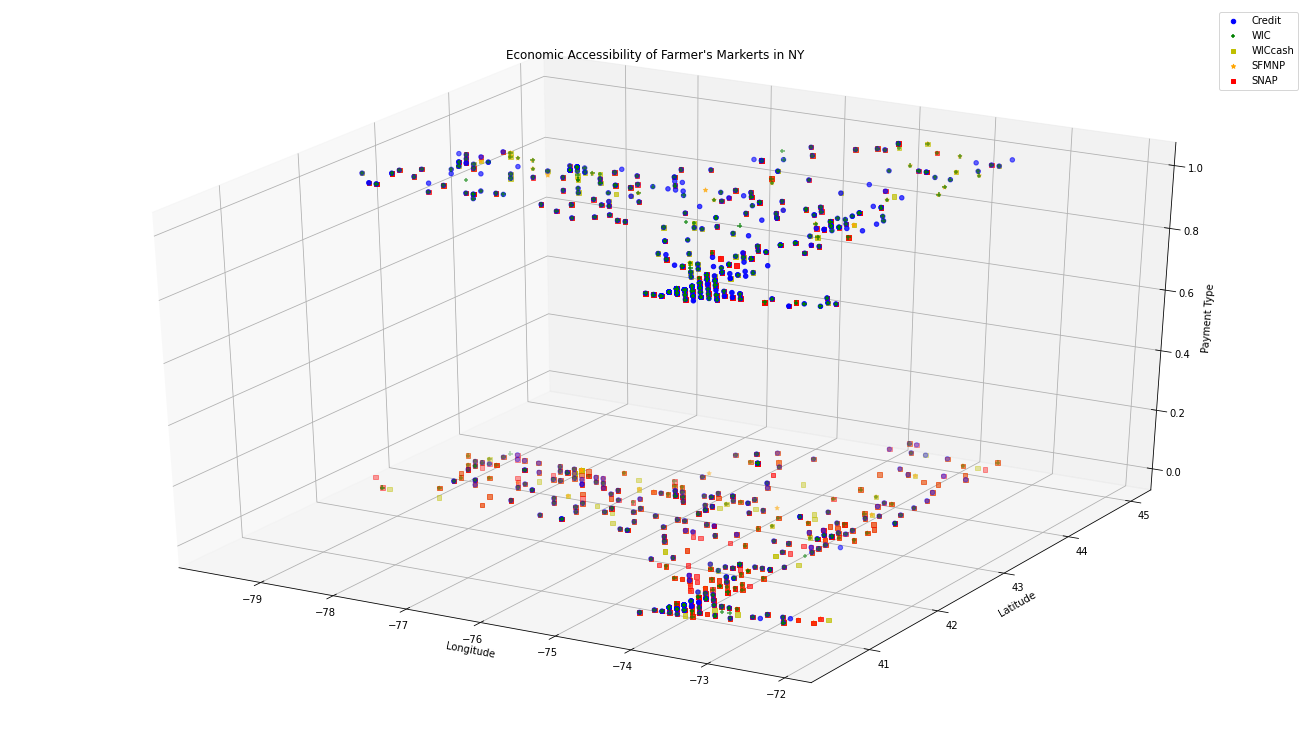 Economic Accessibility of Farmer's Markerts in NY
Credit
WIC
WICcash
SFMNP
SNAP
1.0
0.8
0.6
0.4
0.2
0.0
Payment Type
45
44
43
42
41
Latitude
−79
−78
−77
−76
−75
−74
−73
−72
Longitude